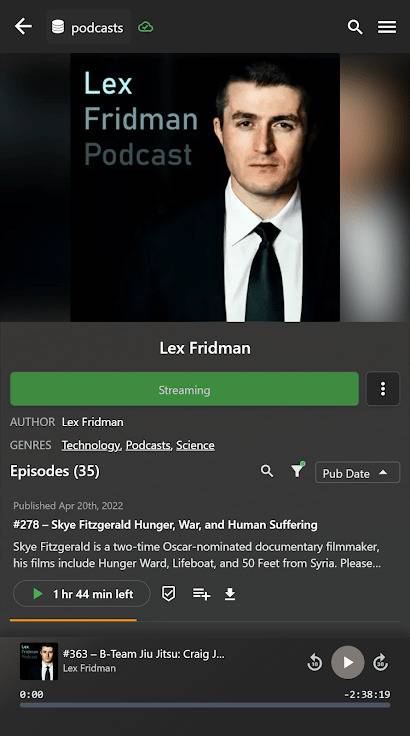 podcasts
Lex
Fridman
Podcast
Lex Fridman
Streaming
AUTHOR Lex Fridman
GENRES Technology, Podcasts, Science
Episodes (35)
Pub Date
Published Apr 20th, 2022
#278 – Skye Fitzgerald Hunger, War, and Human Suffering
Skye Fitzgerald is a two-time Oscar-nominated documentary filmmaker,
his films include Hunger Ward, Lifeboat, and 50 Feet from Syria. Please...
1 hr 44 min left
Lex
Fridman
Podcast
#363 – B-Team Jiu Jitsu: Craig J...
Lex Fridman
10
30
0:00
-2:38:19